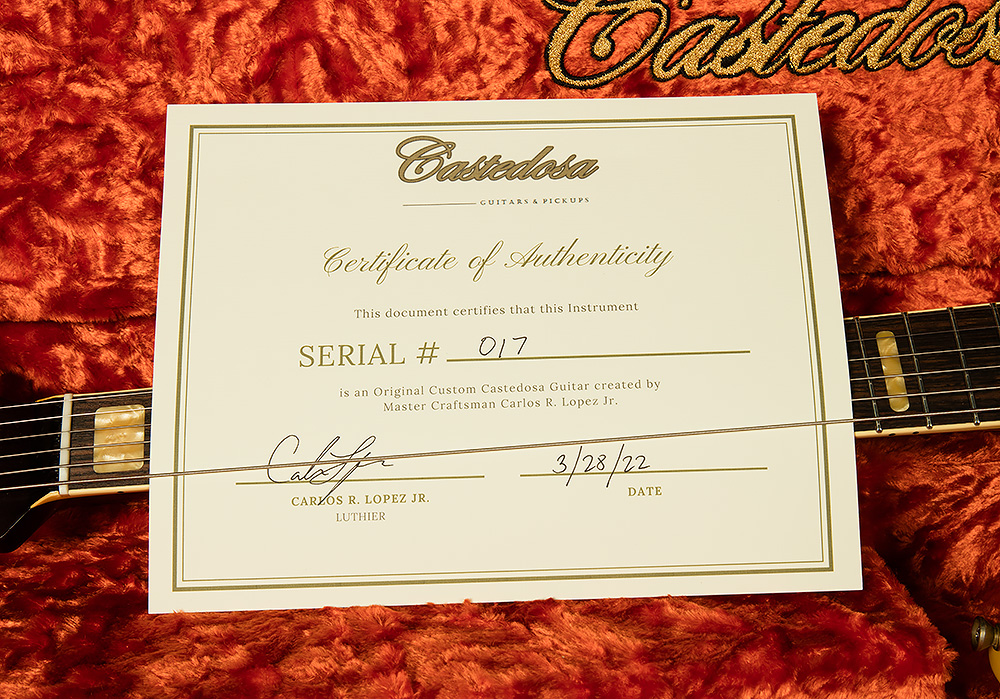 Castedosa
Castedosa
GUITARS & PICKUPS
Certificate of Authenticity
This document certifies that this Instrument
SERIAL # 017
is an Original Custom Castedosa Guitar created by
Master Craftsman Carlos R. Lopez Jr.
3/28/22
CARLOS R. LOPEZ JR.
DATE
LUTHIER